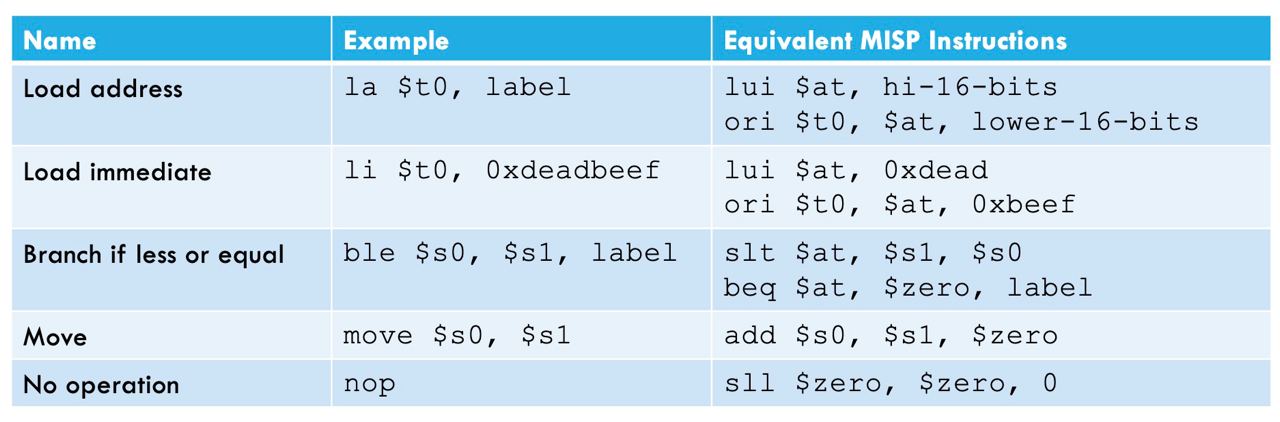 Name Example Equivalent MISP Instructions
Load address la $t0, label lui $at, hi-16-bits
ori $t0, $at, lower-16-bits
Load immediate li $t0, 0xdeadbeef lui $at, 0xdead
ori $t0, $at, 0xbeef
Branch if less or equal ble $s0, $s1, label slt $at, $s1, $s0
beq $at, $zero, label
Move move $s0, $s1 add $s0, $s1, $zero
No operation nop sll $zero, $zero, 0